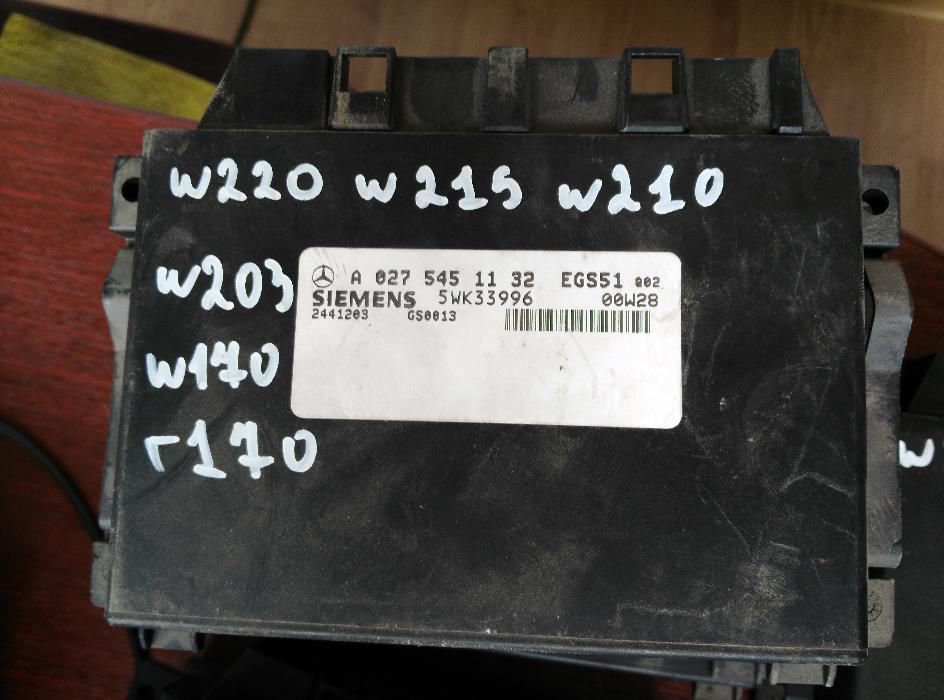 w220 w215 w210
w203
A 027 545 11 32 EGS51 Q02
SIEMENS 5WK33996 00W28
2441203 GS0013
w170
r170
w